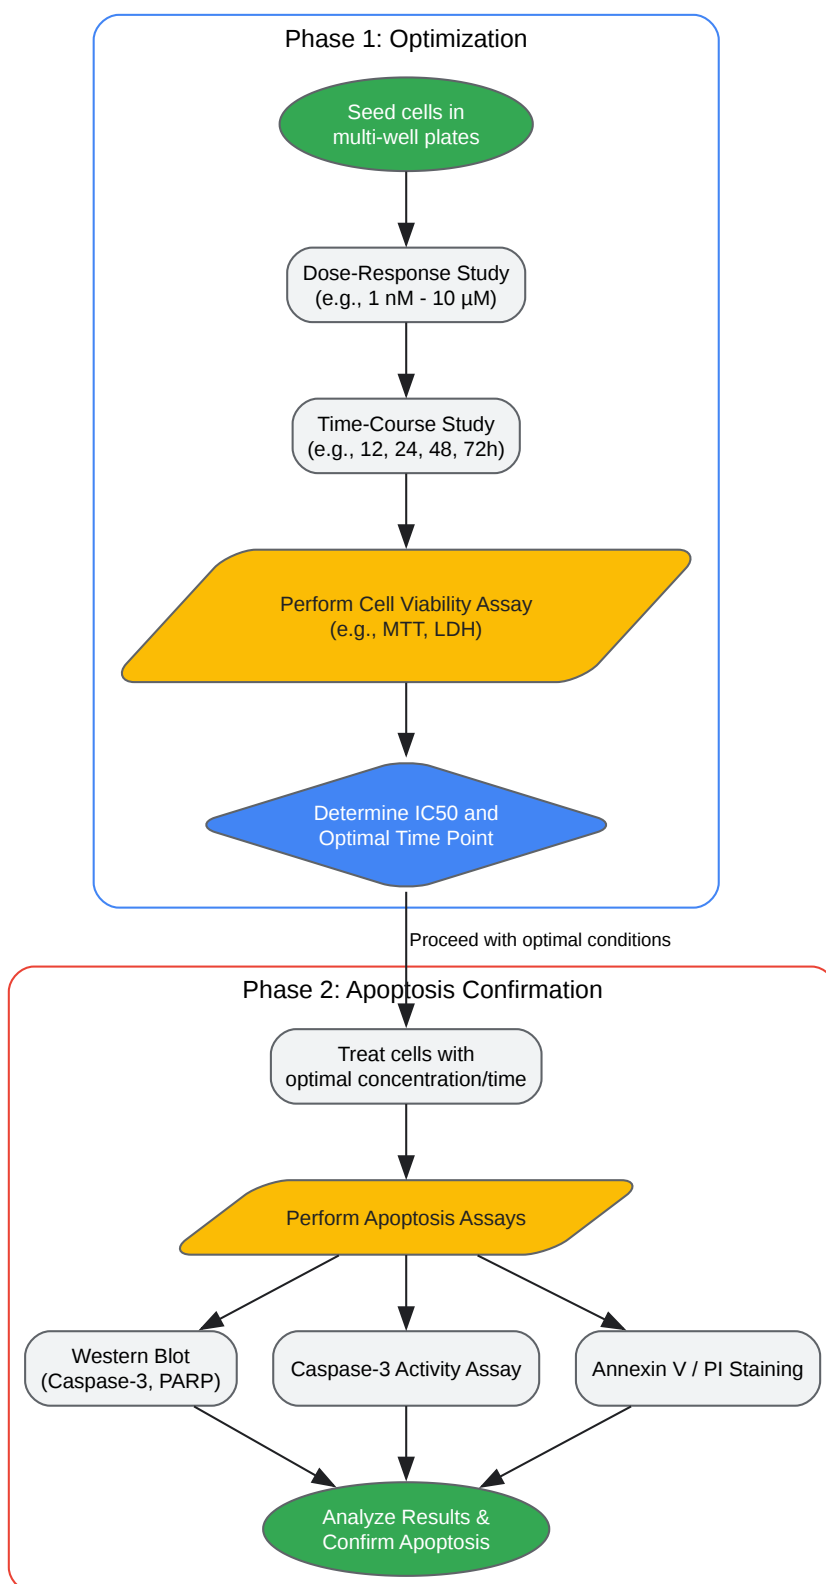 Phase 1: Optimization
Seed cells in
multi-well plates
Dose-Response Study
(e.g., 1 nM - 10 µM)
Time-Course Study
(e.g., 12, 24, 48, 72h)
Perform Cell Viability Assay
(e.g., MTT, LDH)
Determine IC50 and
Optimal Time Point
Proceed with optimal conditions
Phase 2: Apoptosis Confirmation
Treat cells with
optimal concentration/time
Perform Apoptosis Assays
Western Blot
(Caspase-3, PARP)
Caspase-3 Activity Assay
Annexin V / PI Staining
Analyze Results &
Confirm Apoptosis